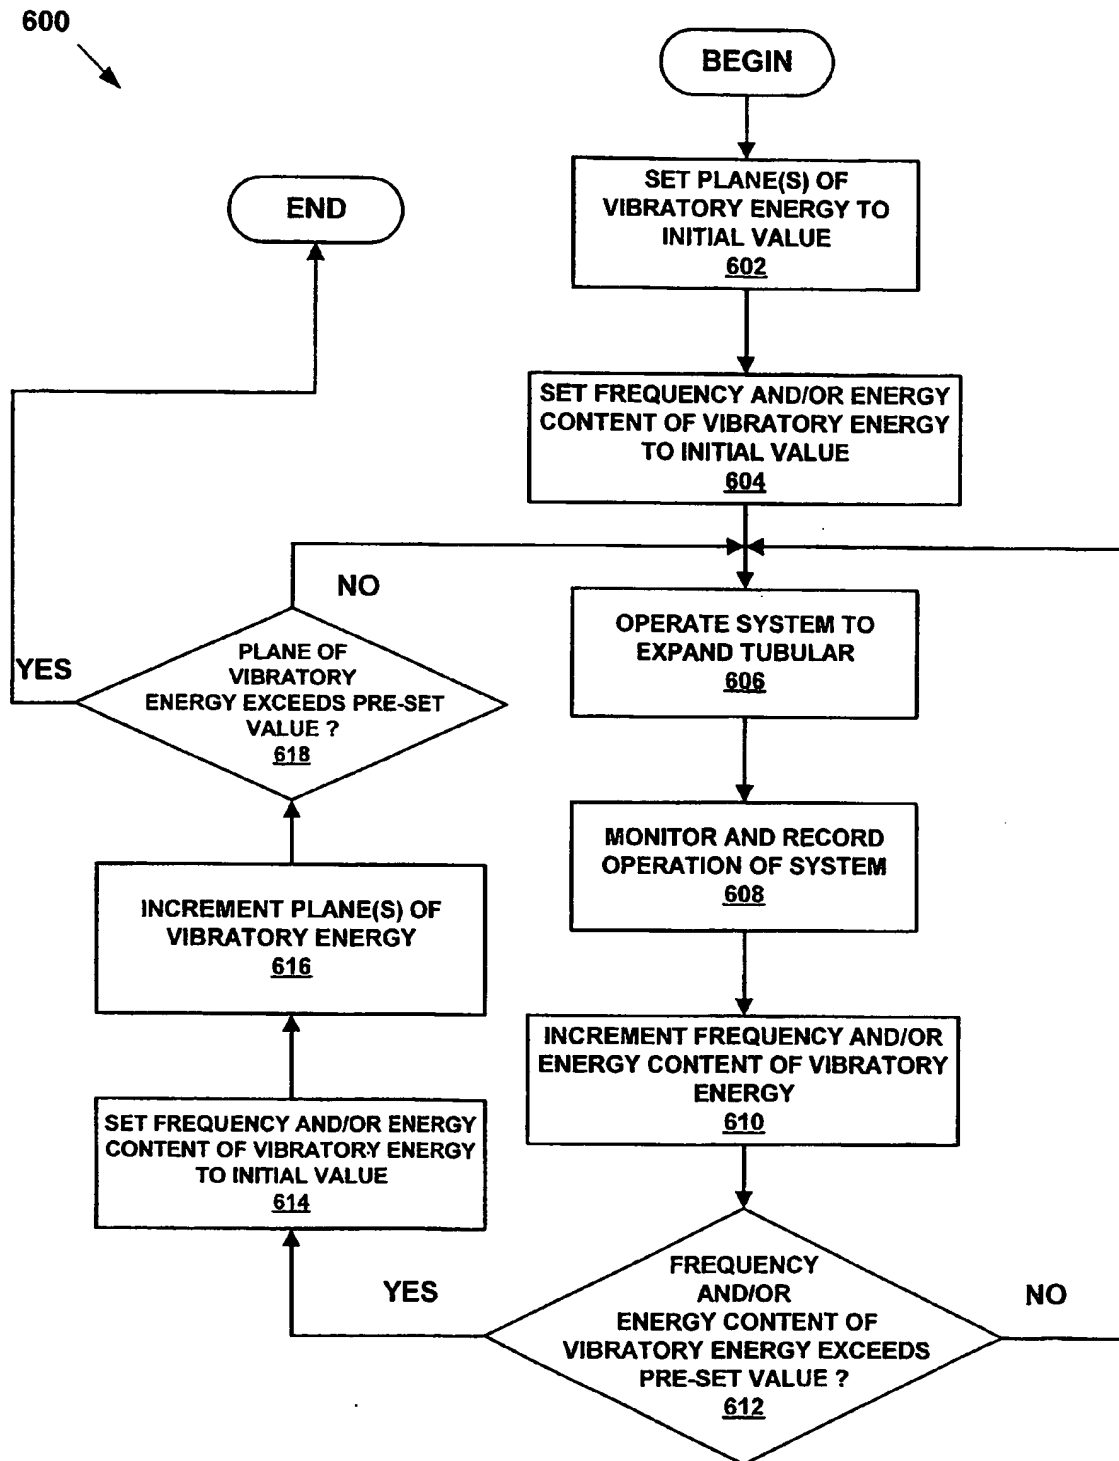 600
BEGIN
SET PLANE(S) OF
VIBRATORY ENERGY TO
INITIAL VALUE
602
END
SET FREQUENCY AND/OR ENERGY
CONTENT OF VIBRATORY ENERGY
TO INITIAL VALUE
604
NO
OPERATE SYSTEM TO
EXPAND TUBULAR
606
YES
PLANE OF
VIBRATORY
ENERGY EXCEEDS PRE-SET
VALUE ?
618
MONITOR AND RECORD
OPERATION OF SYSTEM
608
INCREMENT PLANE(S) OF
VIBRATORY ENERGY
616
INCREMENT FREQUENCY AND/OR
ENERGY CONTENT OF VIBRATORY
ENERGY
610
SET FREQUENCY AND/OR ENERGY
CONTENT OF VIBRATORY ENERGY
TO INITIAL VALUE
614
YES
FREQUENCY
AND/OR
ENERGY CONTENT OF
VIBRATORY ENERGY EXCEEDS
PRE-SET VALUE ?
612
NO